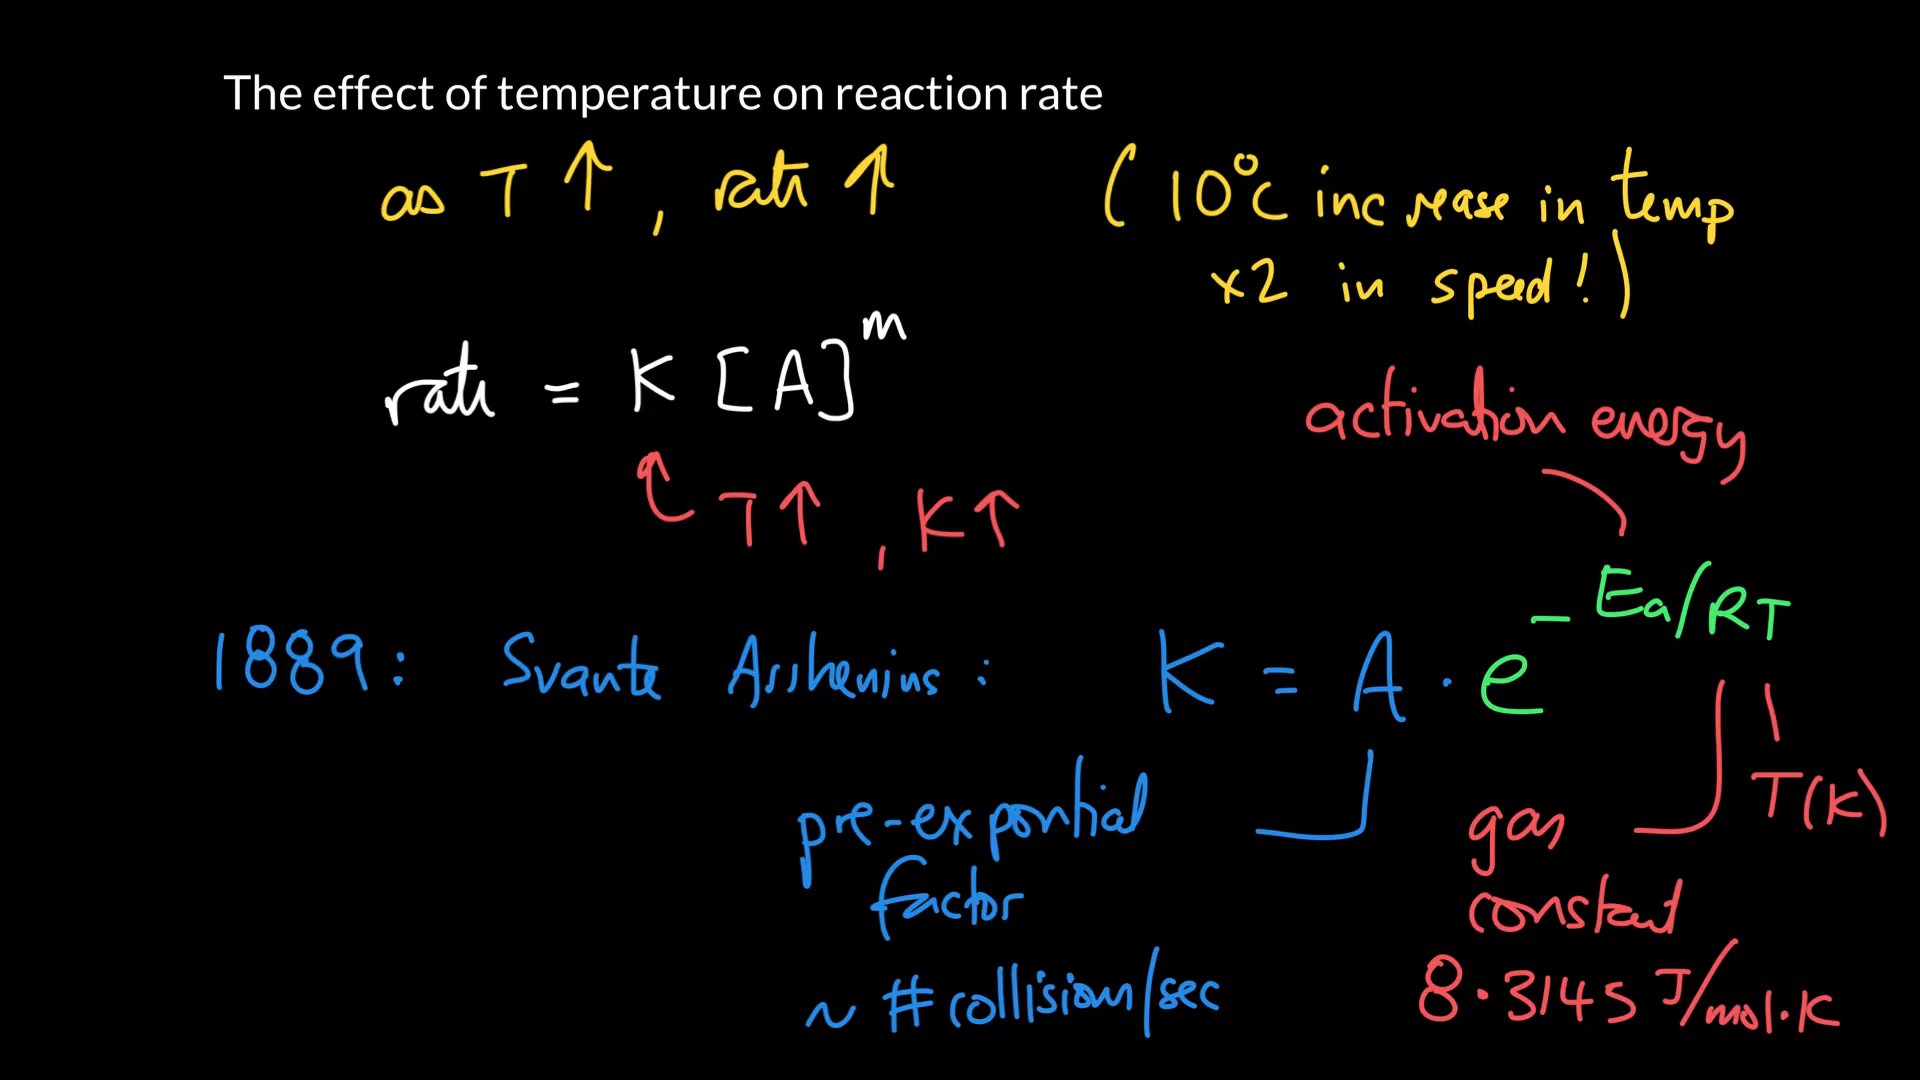 The effect of temperature on reaction rate
as T ↑, rate ↑
(10°C increase in temp
x2 in speed!)
rate = K [A]^m
T↑, K↑
activation energy
1889: Svante Arrhenius: K = A · e^-Ea/RT
pre-exponential
factor
~ #collision/sec
T(K)
gas
constant
8.3145 J/mol·K